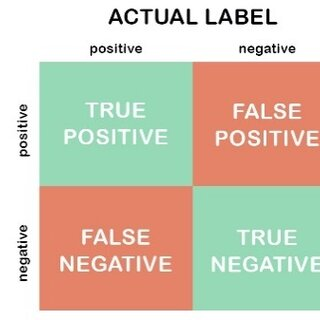 ACTUAL LABEL
positive negative
positive
TRUE FALSE
POSITIVE POSITIVE
negative
FALSE TRUE
NEGATIVE NEGATIVE